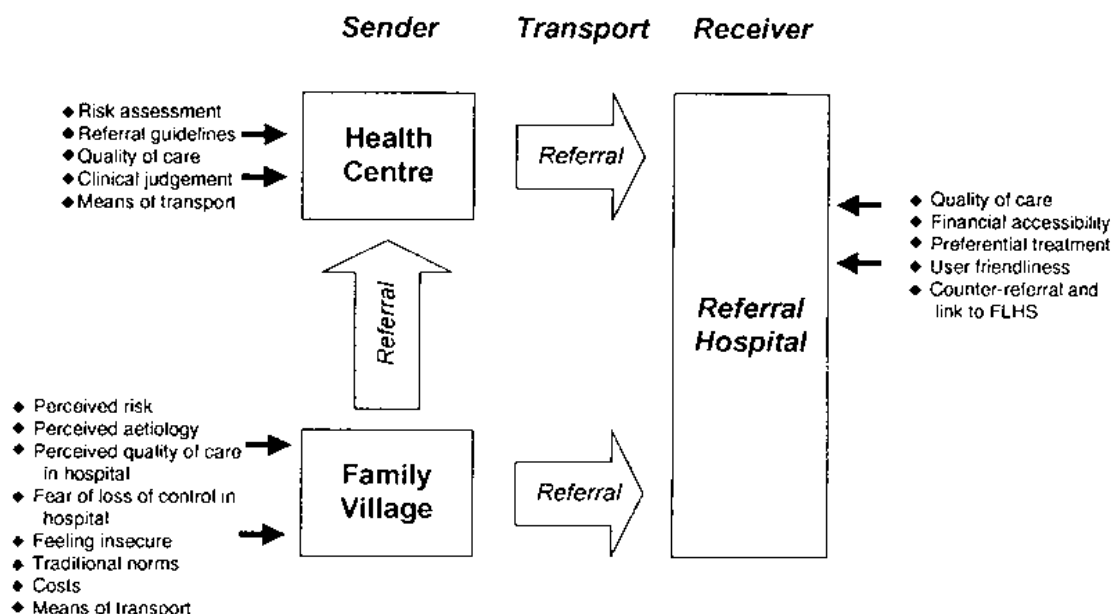 Sender Transport Receiver
◆ Risk assessment
◆ Referral guidelines
◆ Quality of care
◆ Clinical judgement
◆ Means of transport
Health
Centre
Referral
◆ Quality of care
◆ Financial accessibility
◆ Preferential treatment
◆ User friendliness
◆ Counter-referral and
link to FLHS
Referral
Referral
Hospital
◆ Perceived risk
◆ Perceived aetiology
◆ Perceived quality of care
in hospital
◆ Fear of loss of control in
hospital
◆ Feeling insecure
◆ Traditional norms
◆ Costs
◆ Means of transport
Family
Village
Referral